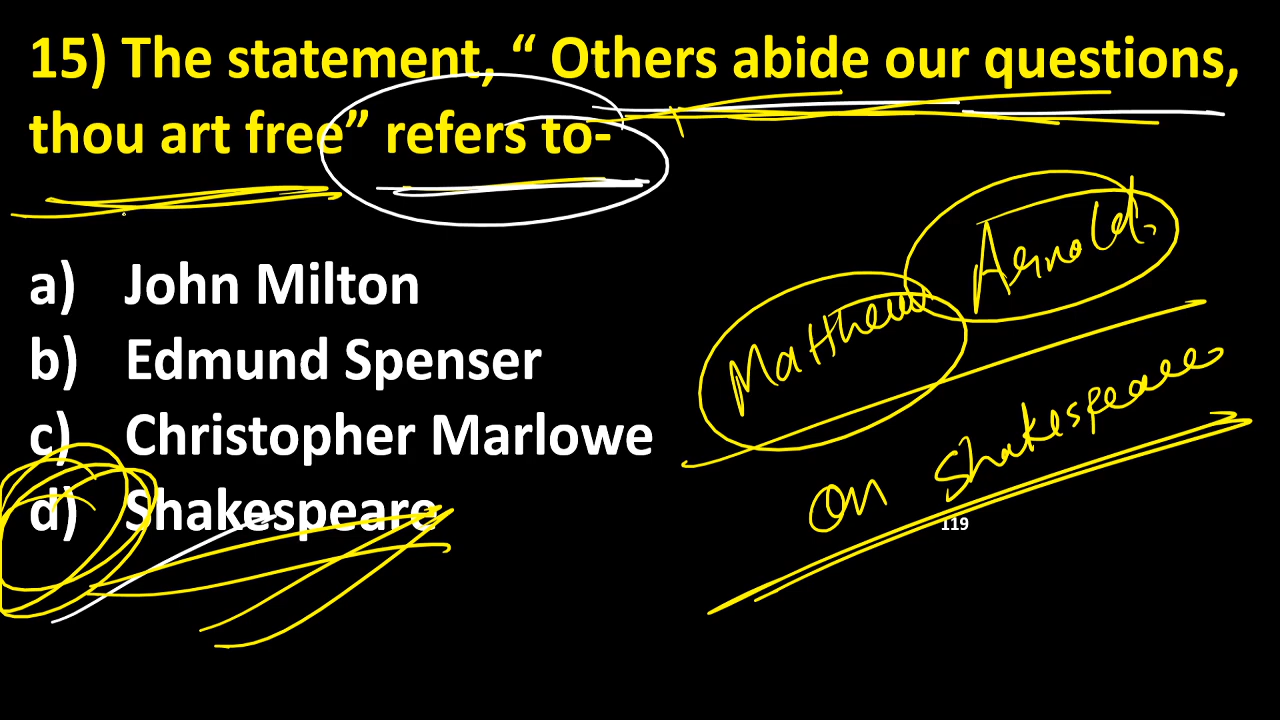 15) The statement, “ Others abide our questions,
thou art free” refers to-
a) John Milton
b) Edmund Spenser
c) Christopher Marlowe
d) Shakespeare
Matthew Arnold.
On Shakespeare
119